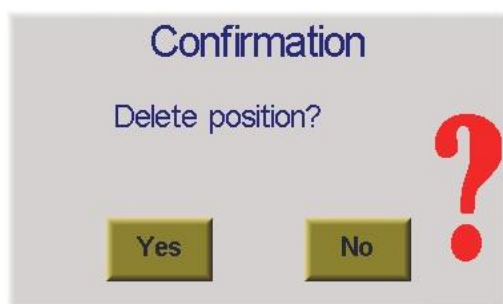 Confirmation
Delete position?
?
Yes No